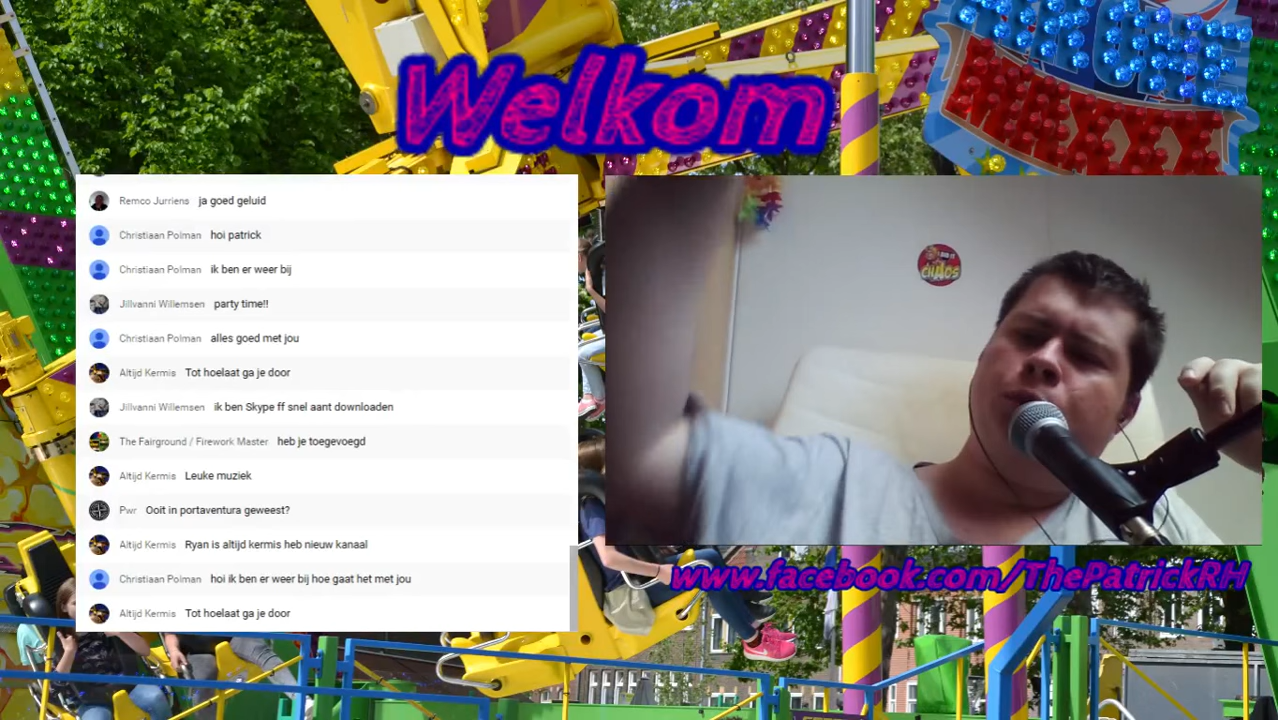 Welkom
Remco Jurriens ja goed geluid
Christiaan Polman hoi patrick
Christiaan Polman ik ben er weer bij
Jillvanni Willemsen party time!!
Christiaan Polman alles goed met jou
Altijd Kermis Tot hoelaat ga je door
Jillvanni Willemsen ik ben Skype ff snel aant downloaden
The Fairground / Firework Master heb je toegevoegd
Altijd Kermis Leuke muziek
Pwr Ooit in portaventura geweest?
Altijd Kermis Ryan is altijd kermis heb nieuw kanaal
Christiaan Polman hoi ik ben er weer bij hoe gaat het met jou
Altijd Kermis Tot hoelaat ga je door
CHAOS
www.facebook.com/ThePatrickRH